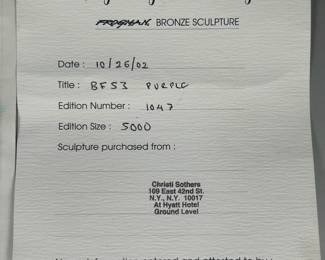 FROGMAN BRONZE SCULPTURE
Date : 10/26/02
Title : BF53 PURPLE
Edition Number : 1047
Edition Size : 5000
Sculpture purchased from :
Christi Sothers
109 East 42nd St.
N.Y., N.Y. 10017
At Hyatt Hotel
Ground Level